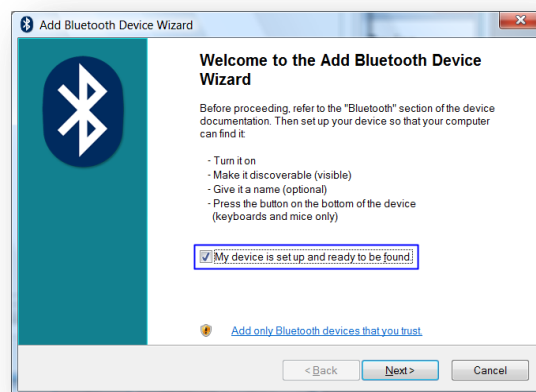 Add Bluetooth Device Wizard
Welcome to the Add Bluetooth Device
Wizard
Before proceeding, refer to the "Bluetooth" section of the device
documentation. Then set up your device so that your computer
can find it:
- Turn it on
- Make it discoverable (visible)
- Give it a name (optional)
- Press the button on the bottom of the device
(keyboards and mice only)
My device is set up and ready to be found.
Add only Bluetooth devices that you trust.
< Back
Next >
Cancel